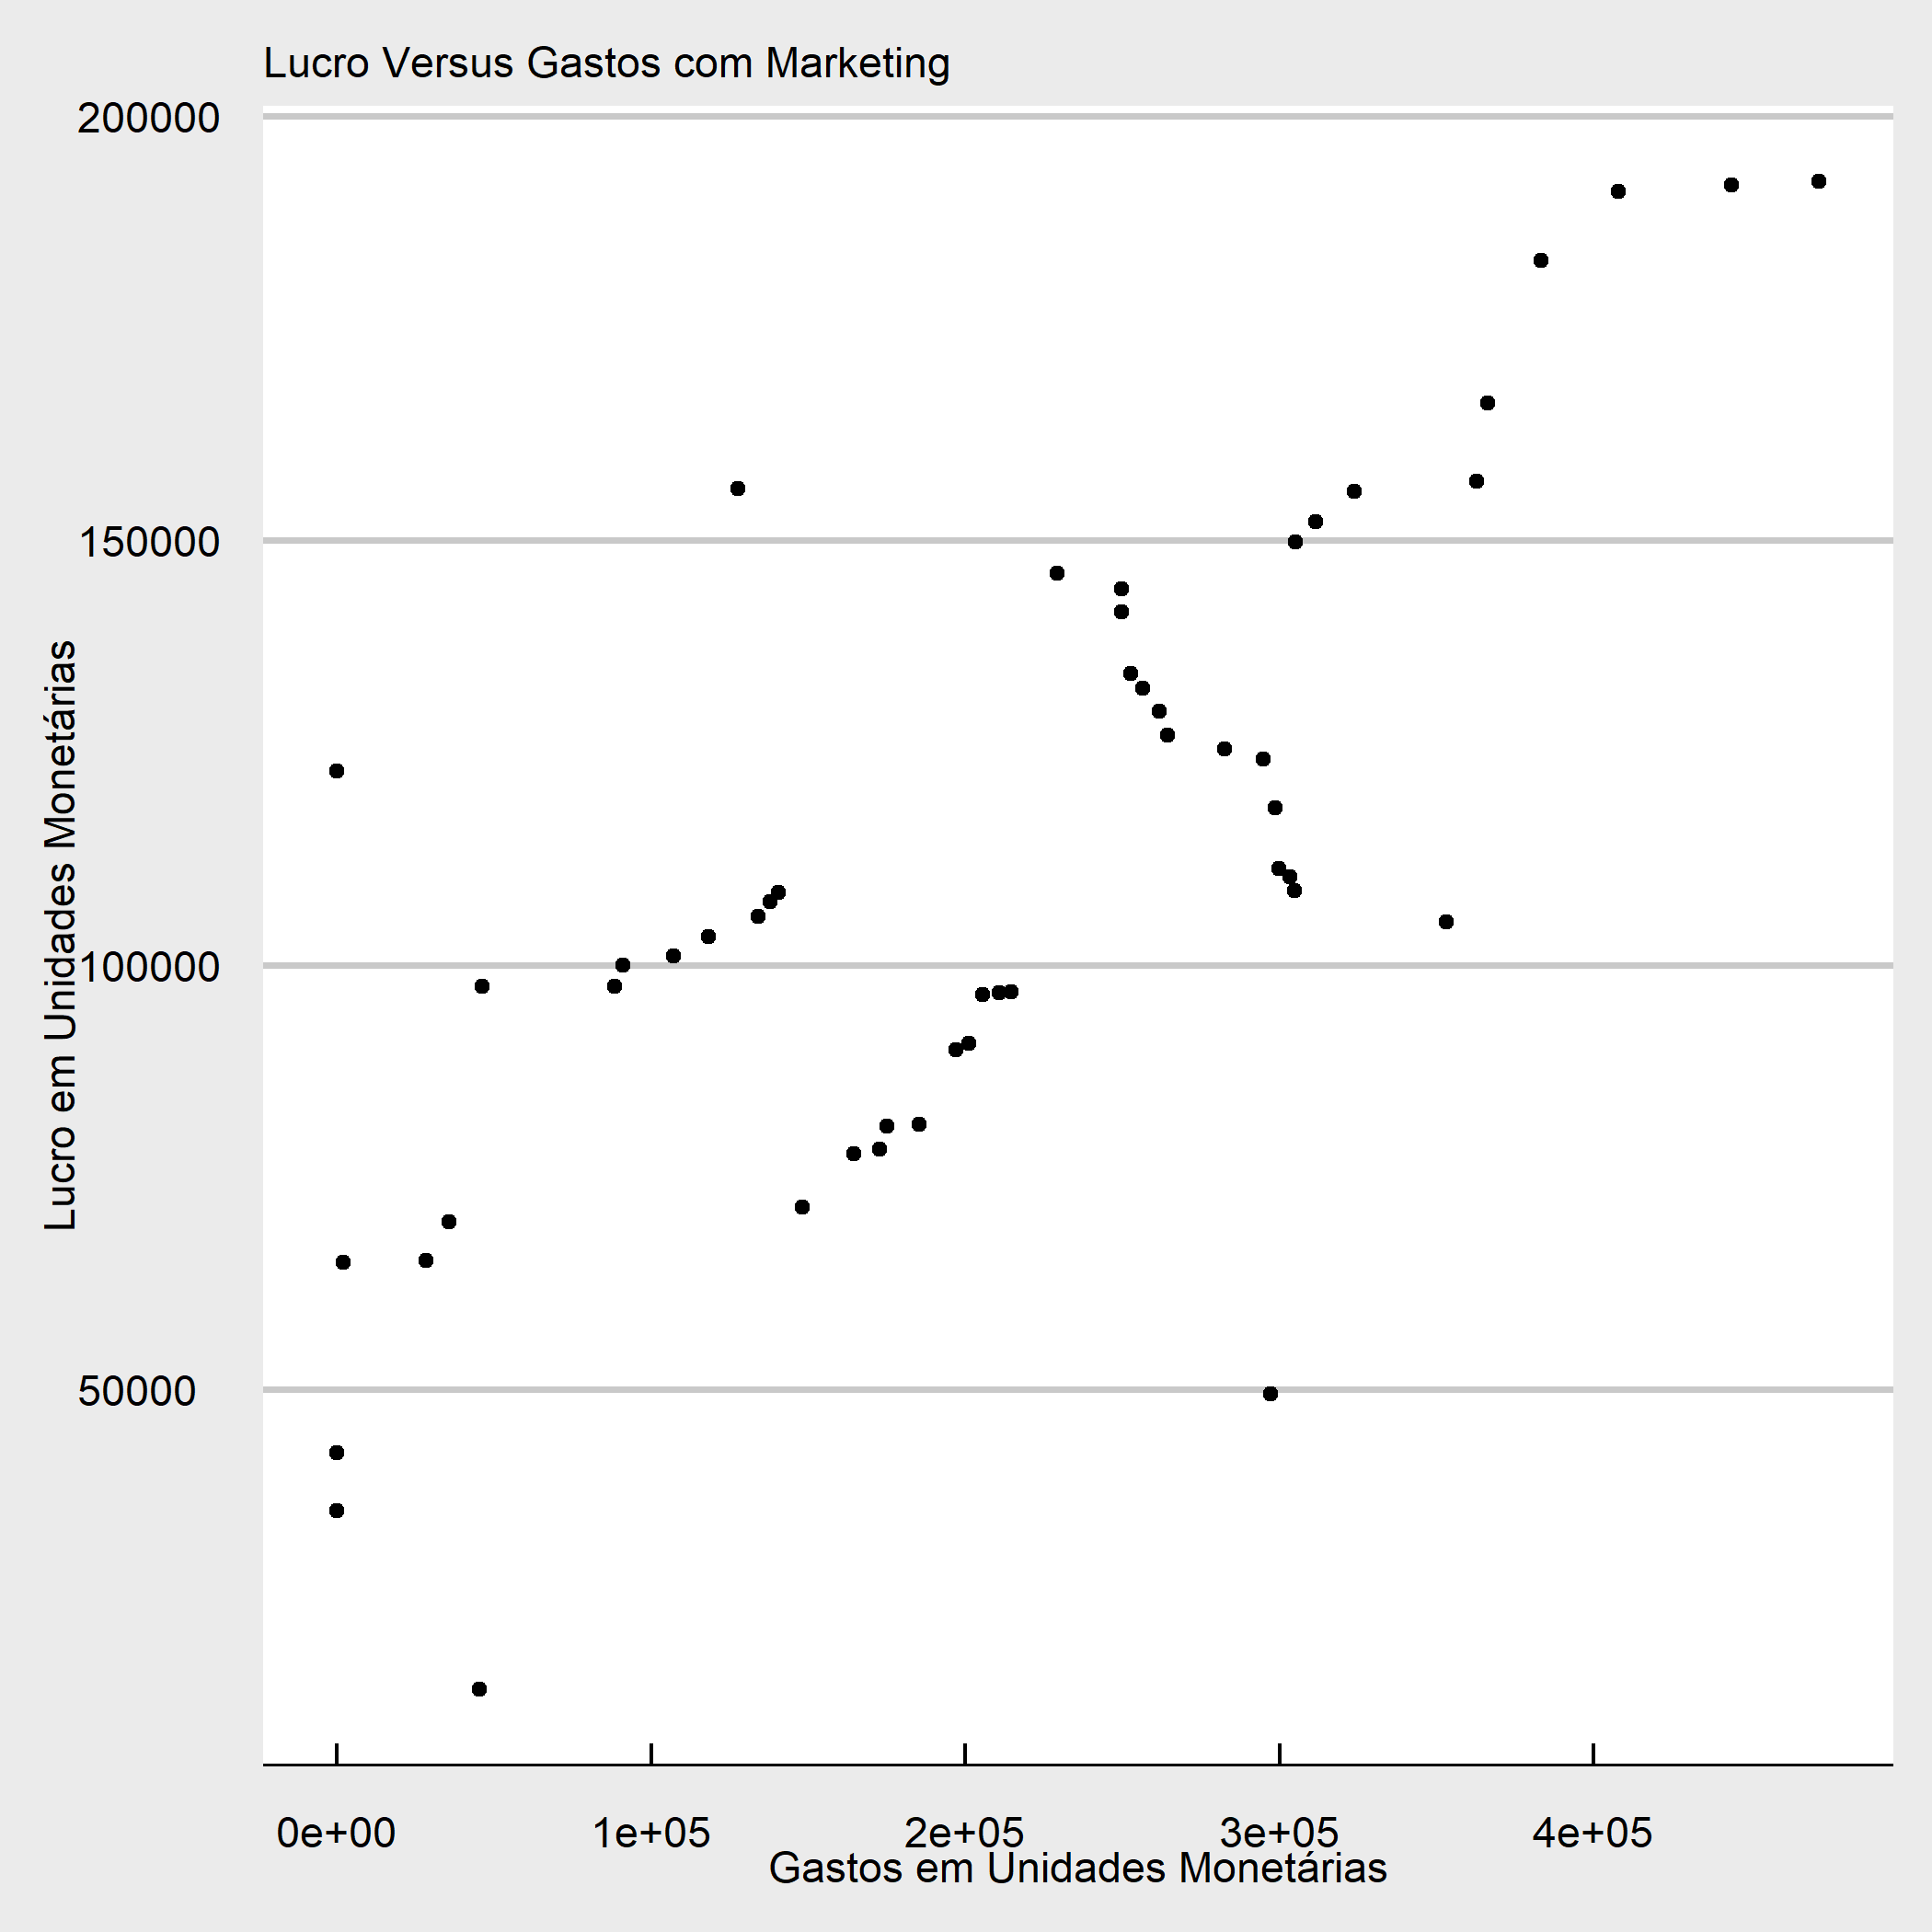 Lucro Versus Gastos com Marketing
200000
150000
100000
50000
Lucro em Unidades Monetárias
0e+00 1e+05 2e+05 3e+05 4e+05
Gastos em Unidades Monetárias